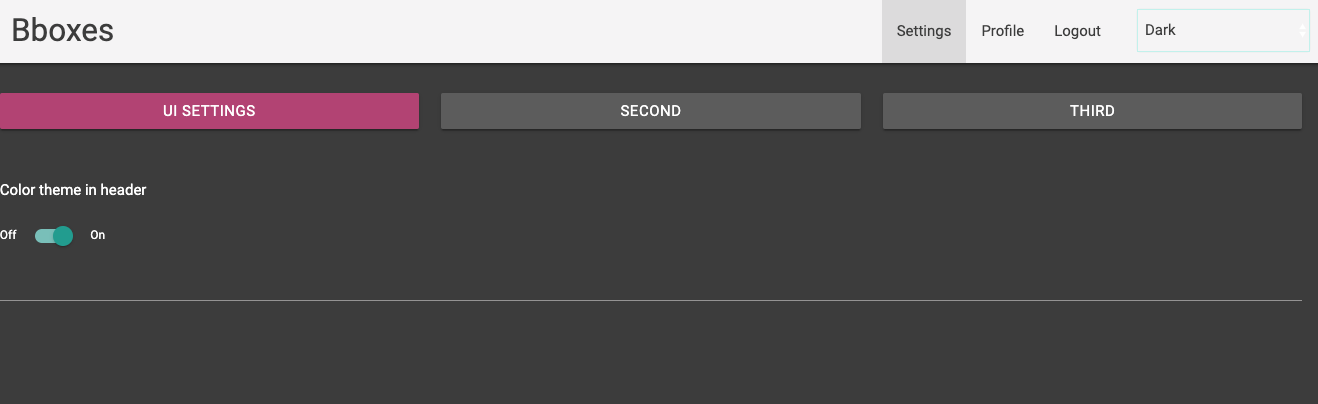 Bboxes
Settings Profile Logout Dark
UI SETTINGS SECOND THIRD
Color theme in header
Off On